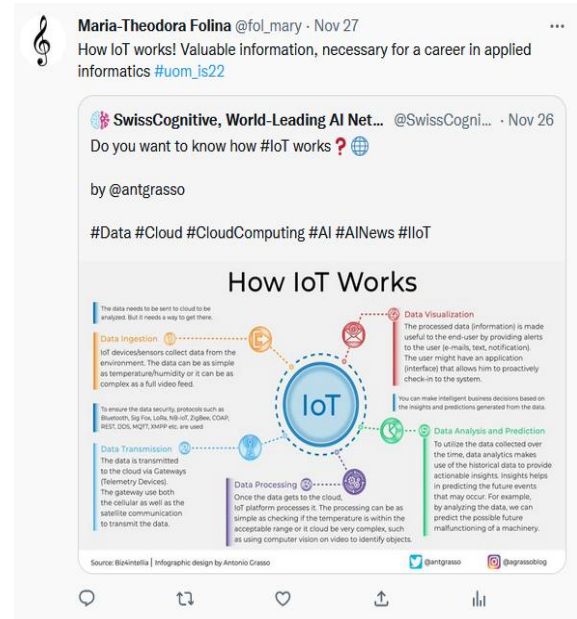 Maria-Theodora Folina @fol_mary · Nov 27
How IoT works! Valuable information, necessary for a career in applied
informatics #uom_is22
SwissCognitive, World-Leading AI Net... @SwissCogni... · Nov 26
Do you want to know how #IoT works❓🌐
by @antgrasso
#Data #Cloud #CloudComputing #AI #AINews #IIoT
How IoT Works
The data needs to be sent to cloud to be
analyzed. But it needs a way to get there.
Data Ingestion
IoT devices/sensors collect data from the
environment. The data can be as simple
as temperature/humidity or it can be as
complex as a full video feed.
To ensure the data security, protocols such as
Bluetooth, Sig Fox, LoRa, NB-IoT, ZigBee, COAP,
REST, DDS, MQTT, XMPP etc. are used
Data Transmission
The data is transmitted
to the cloud via Gateways
(Telemetry Devices).
The gateway use both
the cellular as well as the
satellite communication
to transmit the data.
Data Processing
Once the data gets to the cloud,
IoT platform processes it. The processing can be as
simple as checking if the temperature is within the
acceptable range or it cloud be very complex, such
as using computer vision on video to identify objects.
IoT
Data Visualization
The processed data (information) is made
useful to the end-user by providing alerts
to the user (e-mails, text, notification).
The user might have an application
(interface) that allows him to proactively
check-in to the system.
You can make intelligent business decisions based on
the insights and predictions generated from the data.
Data Analysis and Prediction
To utilize the data collected over
the time, data analytics makes
use of the historical data to provide
actionable insights. Insights helps
in predicting the future events
that may occur. For example,
by analyzing the data, we can
predict the possible future
malfunctioning of a machinery.
Source: Biz4intellia | Infographic design by Antonio Grasso
@antgrasso
@agrassoblog